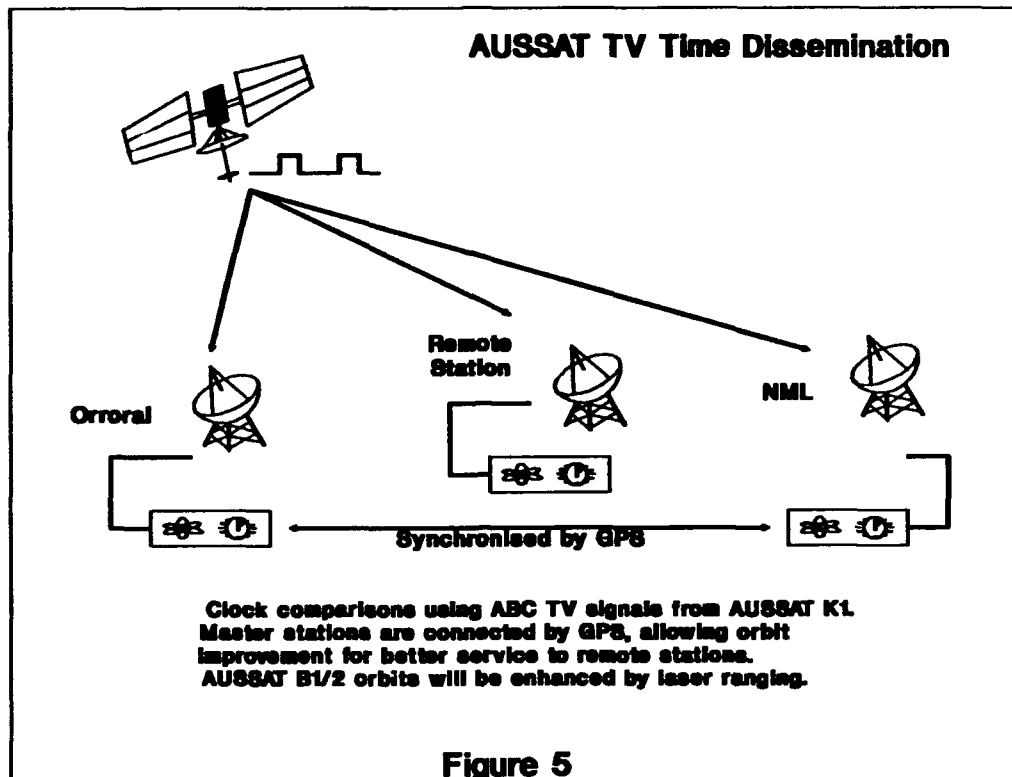 AUSSAT TV Time Dissemination
Remote
Station
NML
Orroral
Synchronised by GPS
Clock comparisons using ABC TV signals from AUSSAT K1.
Master stations are connected by GPS, allowing orbit
improvement for better service to remote stations.
AUSSAT B1/2 orbits will be enhanced by laser ranging.
Figure 5